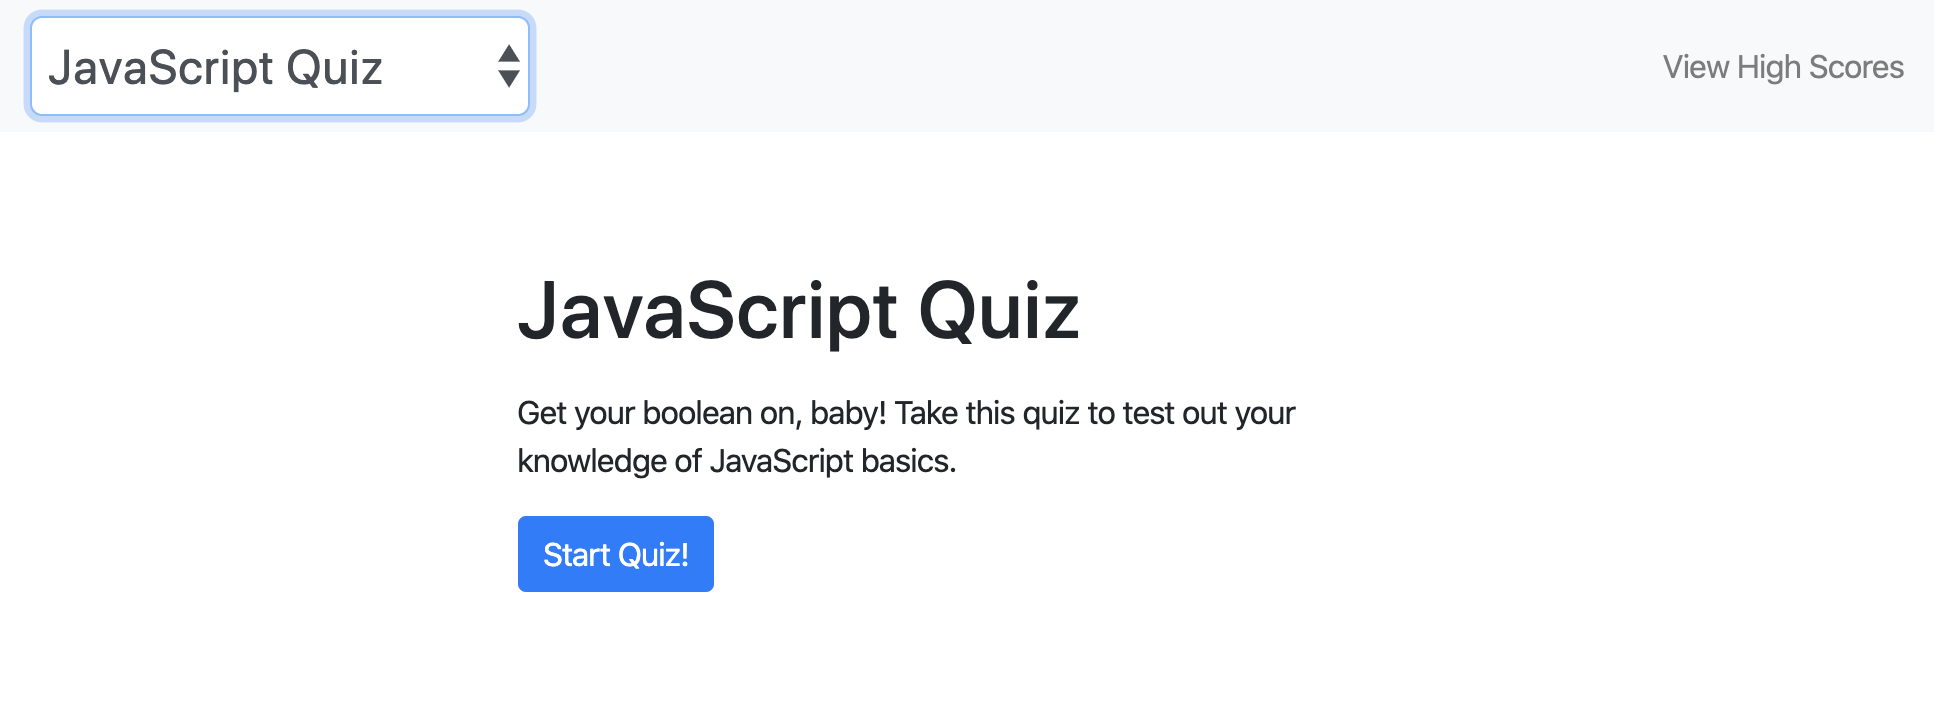 JavaScript Quiz
View High Scores
JavaScript Quiz
Get your boolean on, baby! Take this quiz to test out your
knowledge of JavaScript basics.
Start Quiz!